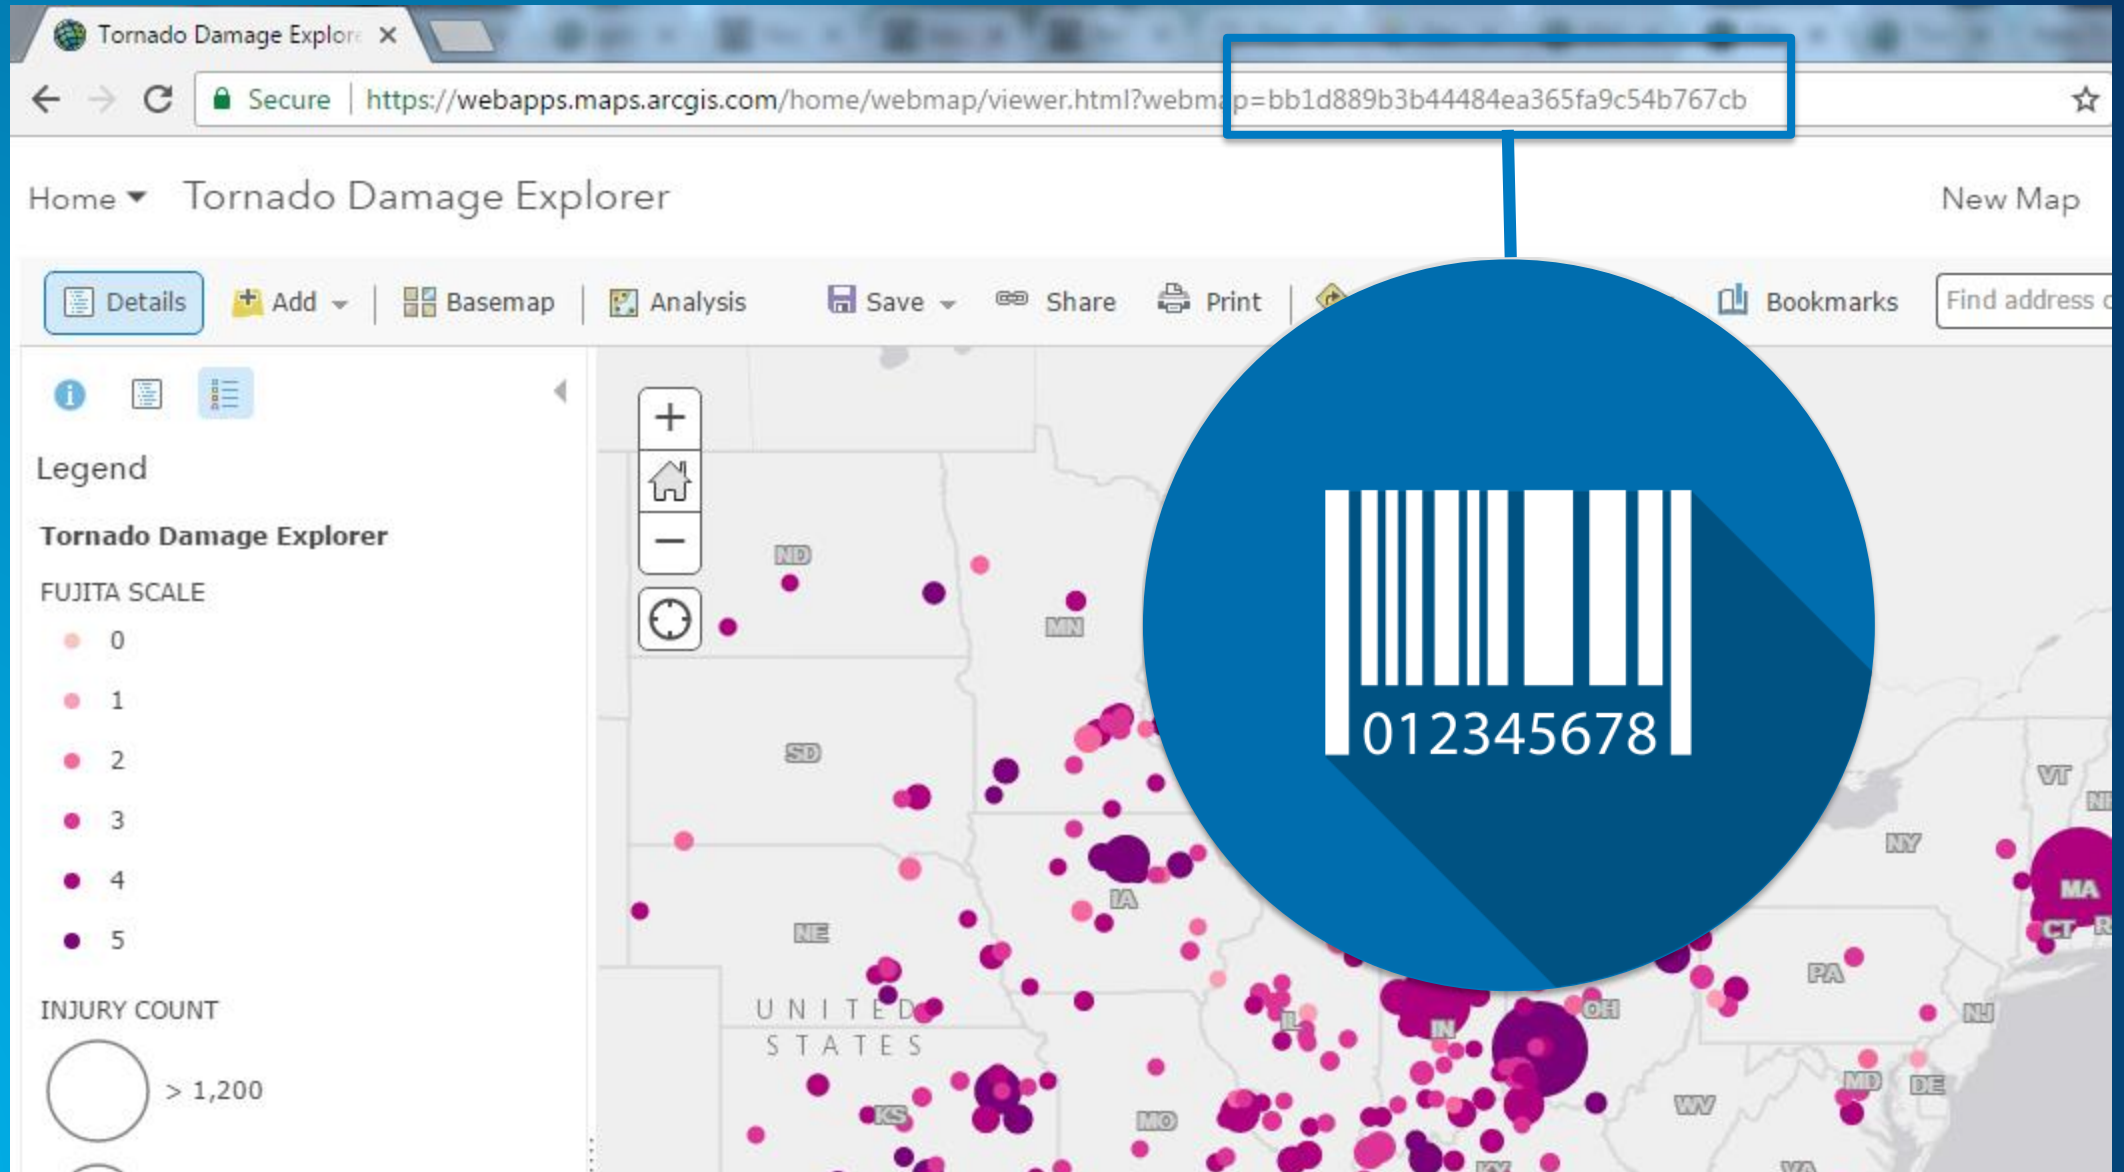 Tornado Damage Explore
Secure | https://webapps.maps.arcgis.com/home/webmap/viewer.html?webmap=bb1d889b3b44484ea365fa9c54b767cb
Home Tornado Damage Explorer New Map
Details Add Basemap Analysis Save Share Print Bookmarks Find address
Legend
Tornado Damage Explorer
FUJITA SCALE
0
1
2
3
4
5
INJURY COUNT
> 1,200
012345678
ND
MN
SD
VT
NY
IA
MA
NE
CT
PA
UNITED
STATES
IL
IN
OH
NJ
MD
DE
KS
MO
WV
KY
VA